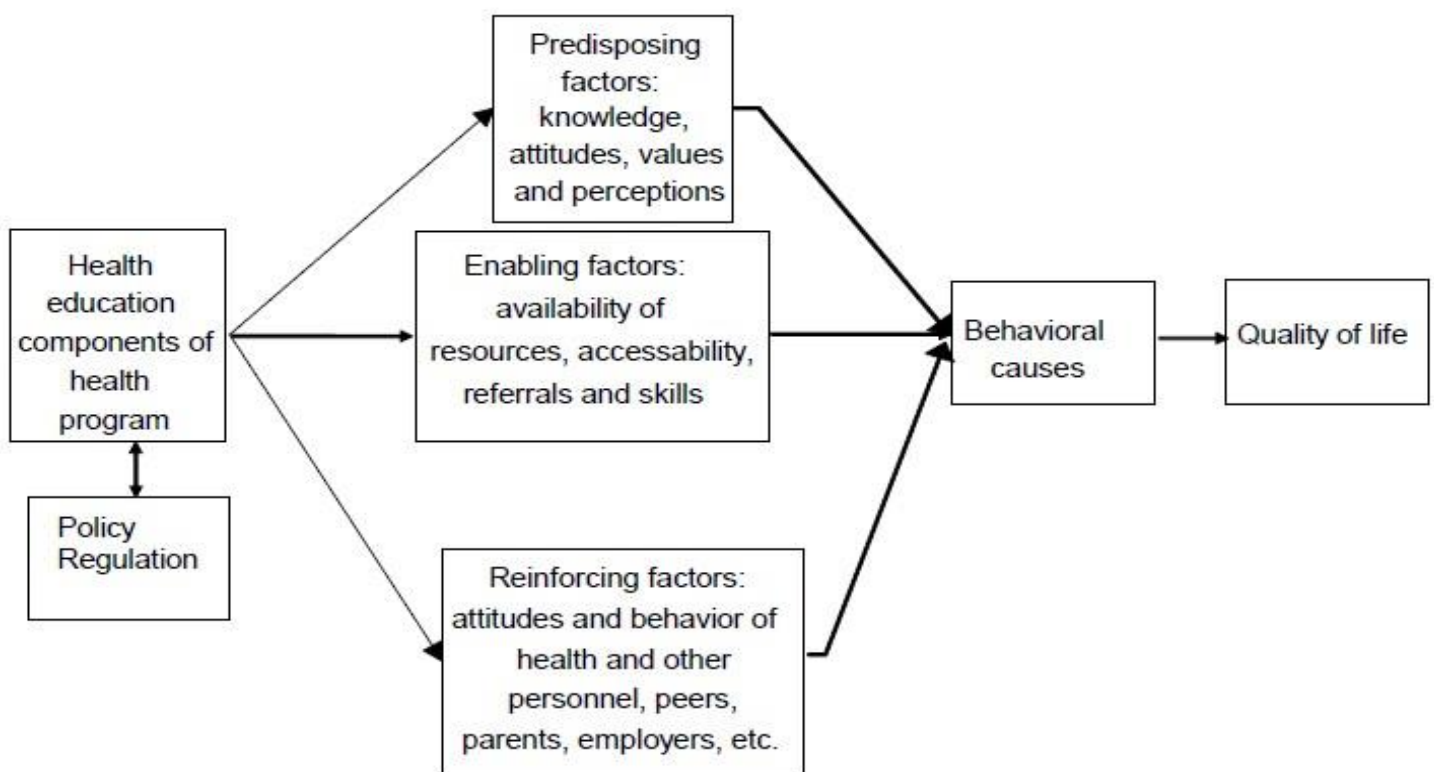 Predisposing
factors:
knowledge,
attitudes, values
and perceptions
Health
education
components of
health
program
Enabling factors:
availability of
resources, accessability,
referrals and skills
Behavioral
causes
Quality of life
Policy
Regulation
Reinforcing factors:
attitudes and behavior of
health and other
personnel, peers,
parents, employers, etc.